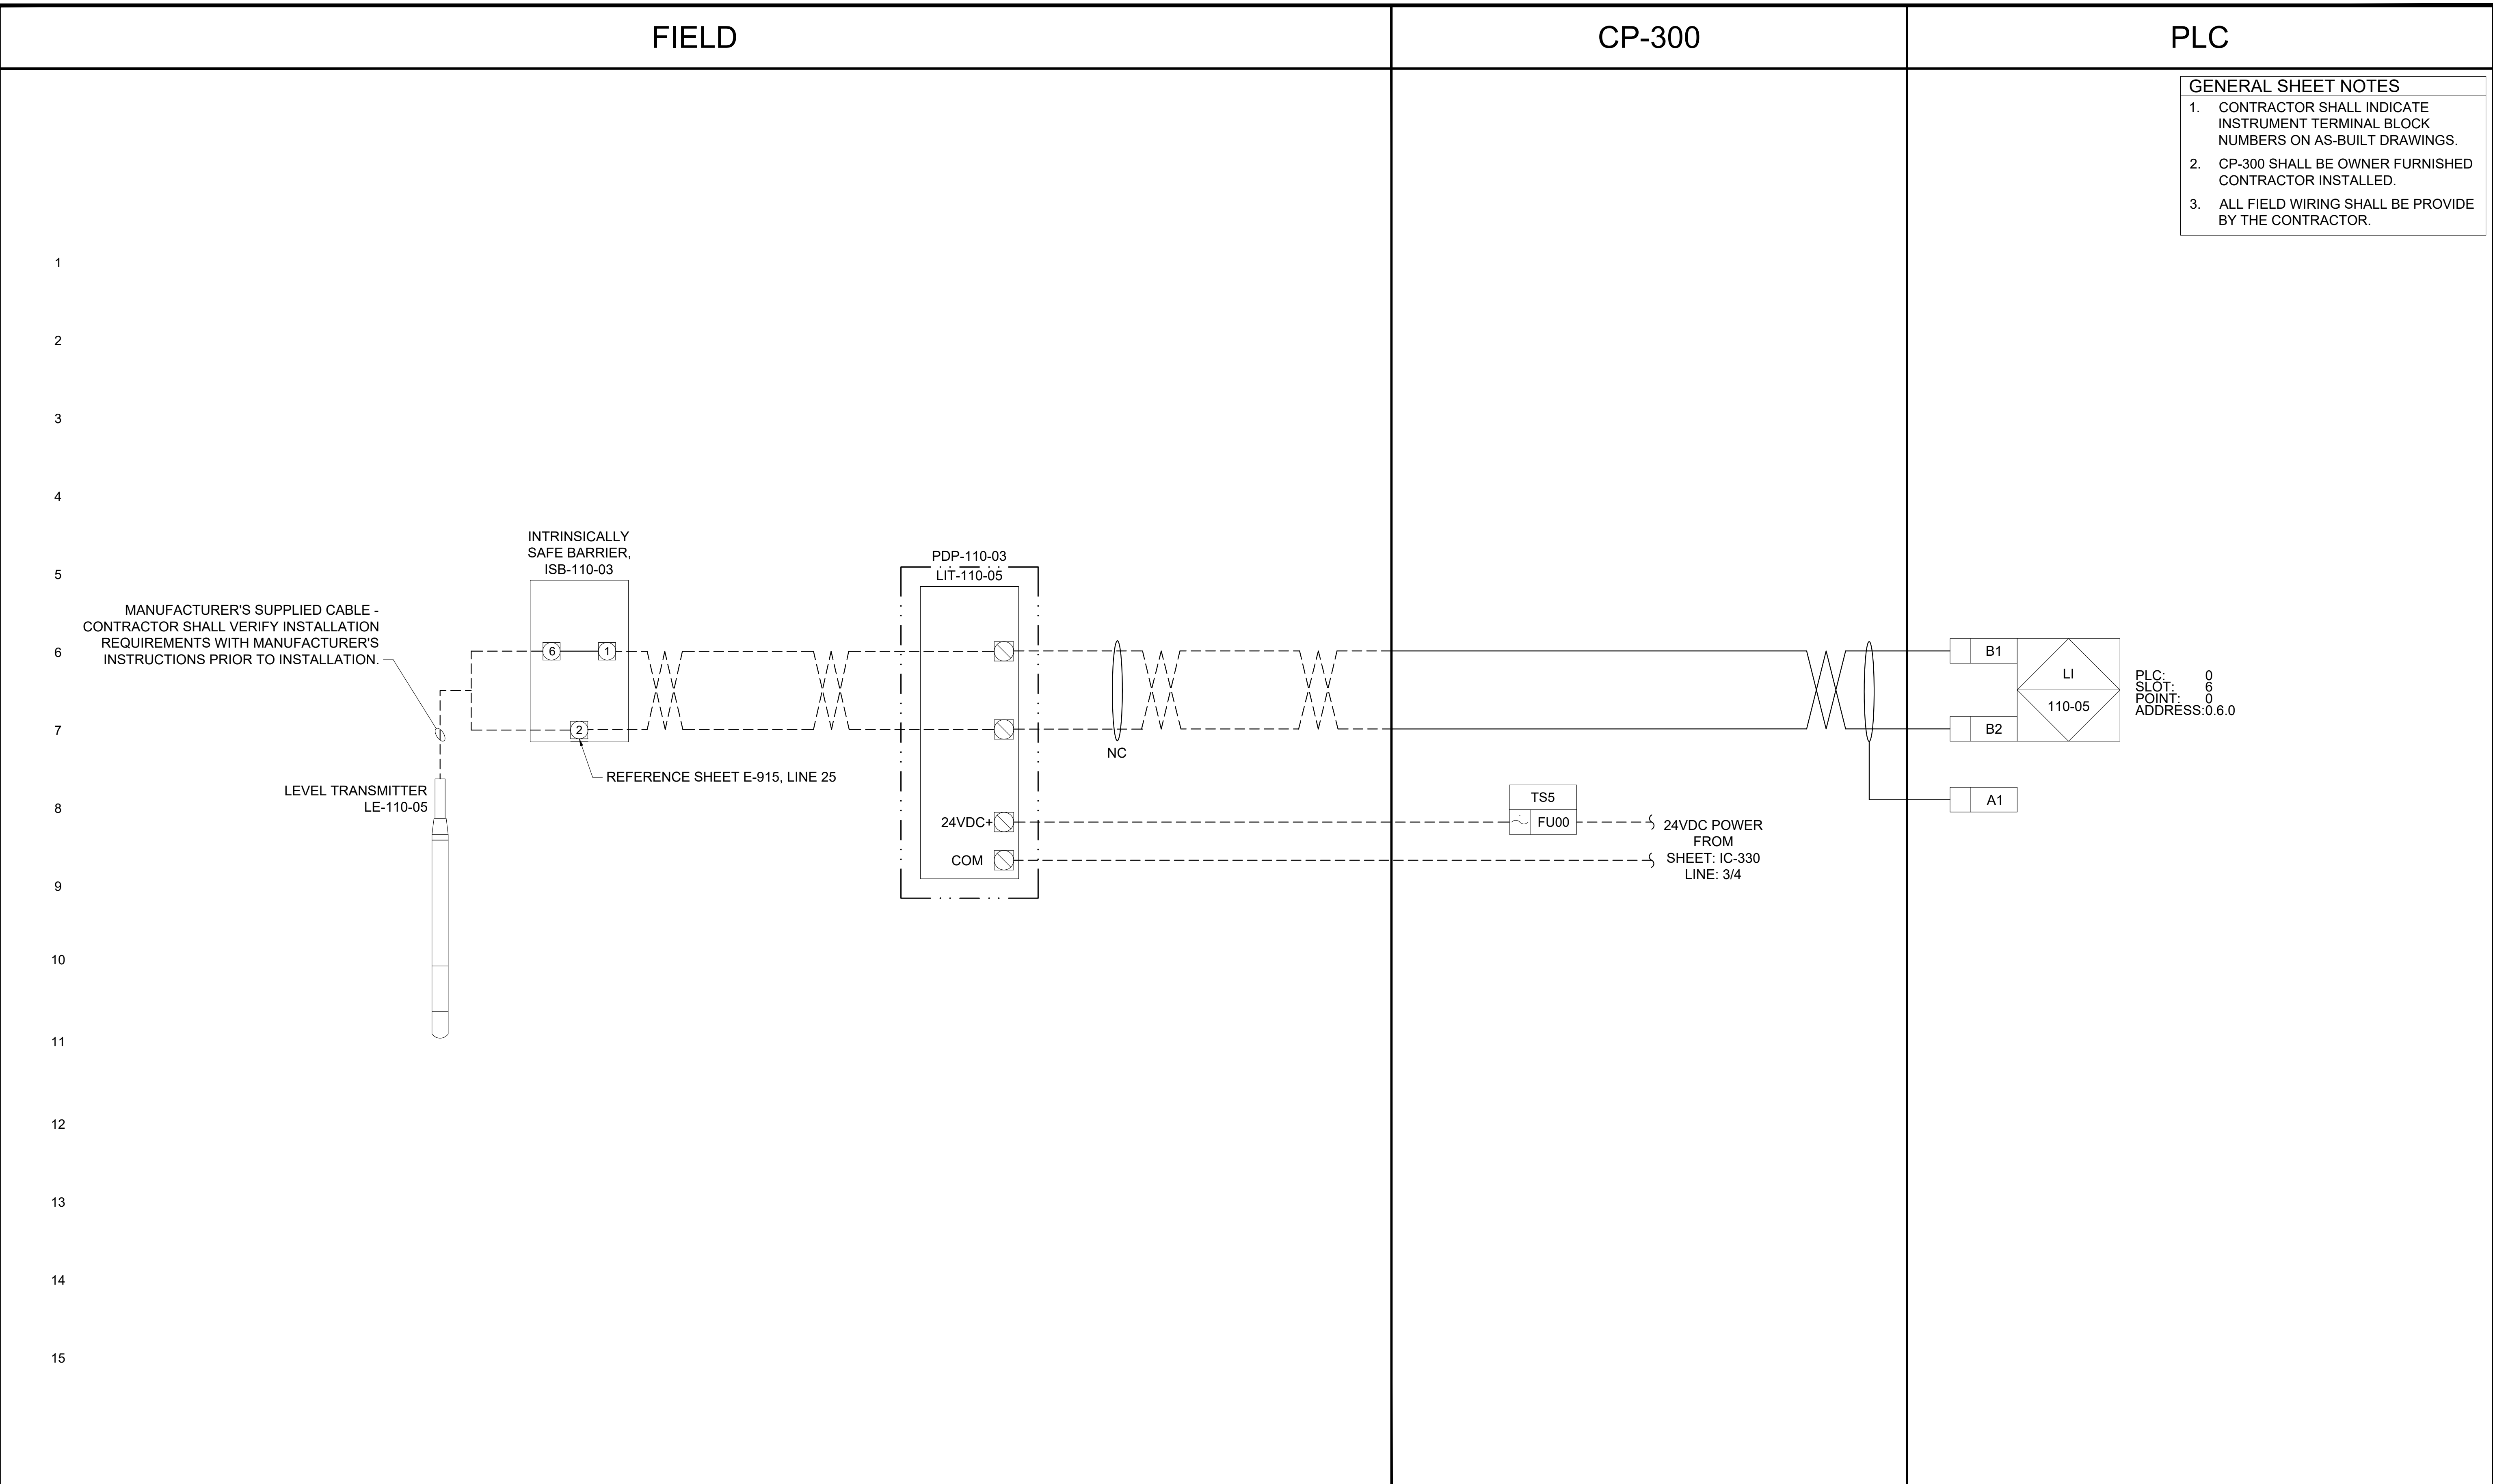 FIELD
CP-300
PLC
GENERAL SHEET NOTES
1. CONTRACTOR SHALL INDICATE
INSTRUMENT TERMINAL BLOCK
NUMBERS ON AS-BUILT DRAWINGS.
2. CP-300 SHALL BE OWNER FURNISHED
CONTRACTOR INSTALLED.
3. ALL FIELD WIRING SHALL BE PROVIDE
BY THE CONTRACTOR.
1
2
3
4
5
6
7
8
9
10
11
12
13
14
15
INTRINSICALLY
SAFE BARRIER,
ISB-110-03
MANUFACTURER'S SUPPLIED CABLE -
CONTRACTOR SHALL VERIFY INSTALLATION
REQUIREMENTS WITH MANUFACTURER'S
INSTRUCTIONS PRIOR TO INSTALLATION.
6
1
2
REFERENCE SHEET E-915, LINE 25
LEVEL TRANSMITTER
LE-110-05
PDP-110-03
LIT-110-05
24VDC+
COM
NC
TS5
FU00
24VDC POWER
FROM
SHEET: IC-330
LINE: 3/4
B1
B2
A1
LI
110-05
PLC: 0
SLOT: 6
POINT: 0
ADDRESS:0.6.0